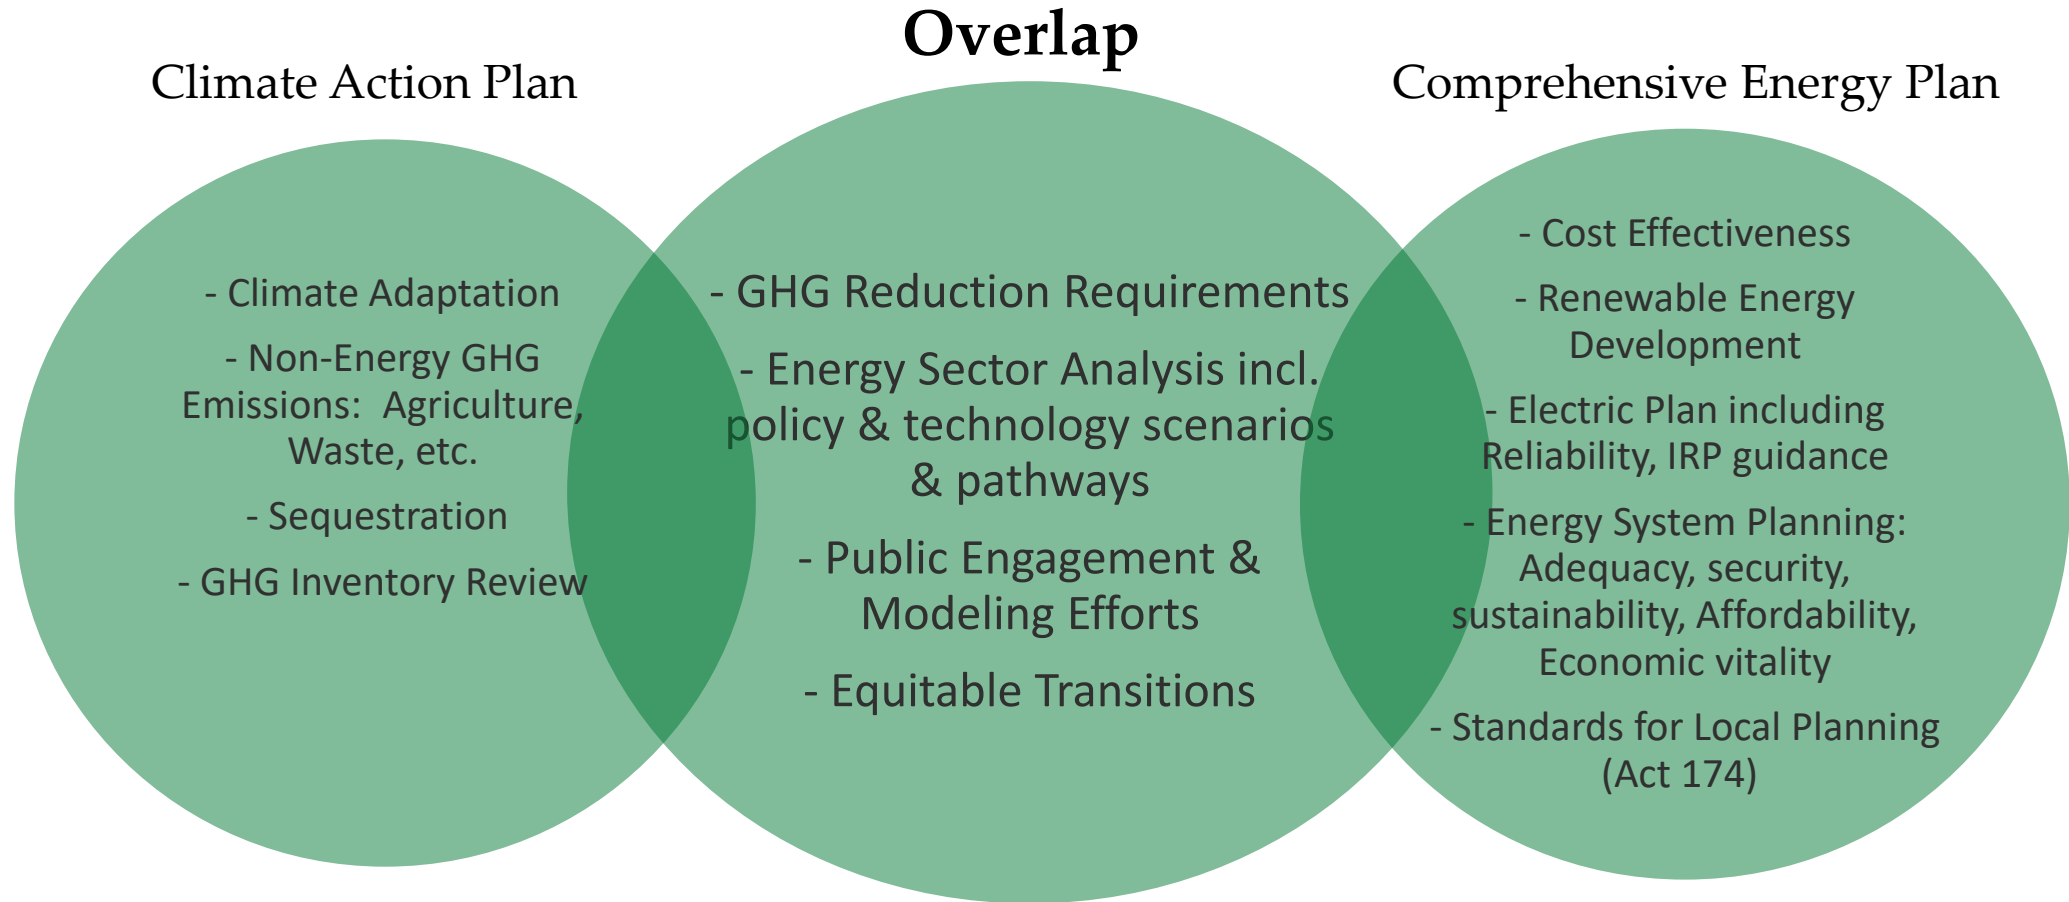 Overlap
Climate Action Plan
Comprehensive Energy Plan
- Climate Adaptation
- Non-Energy GHG
Emissions:  Agriculture,
Waste, etc.
- Sequestration
- GHG Inventory Review
- GHG Reduction Requirements
- Energy Sector Analysis incl.
policy & technology scenarios
& pathways
- Public Engagement &
Modeling Efforts
- Equitable Transitions
- Cost Effectiveness
- Renewable Energy
Development
- Electric Plan including
Reliability, IRP guidance
- Energy System Planning:
Adequacy, security,
sustainability, Affordability,
Economic vitality
- Standards for Local Planning
(Act 174)